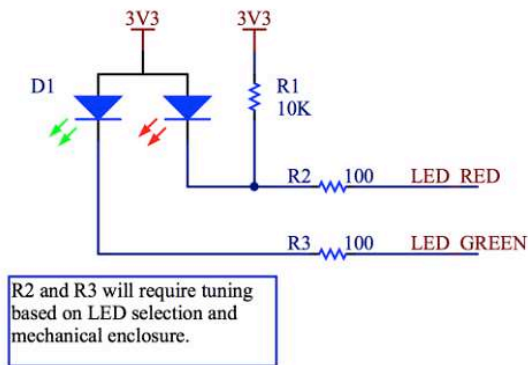 3V3 3V3
D1
R1
10K
R2 100 LED_RED
R3 100 LED_GREEN
R2 and R3 will require tuning
based on LED selection and
mechanical enclosure.